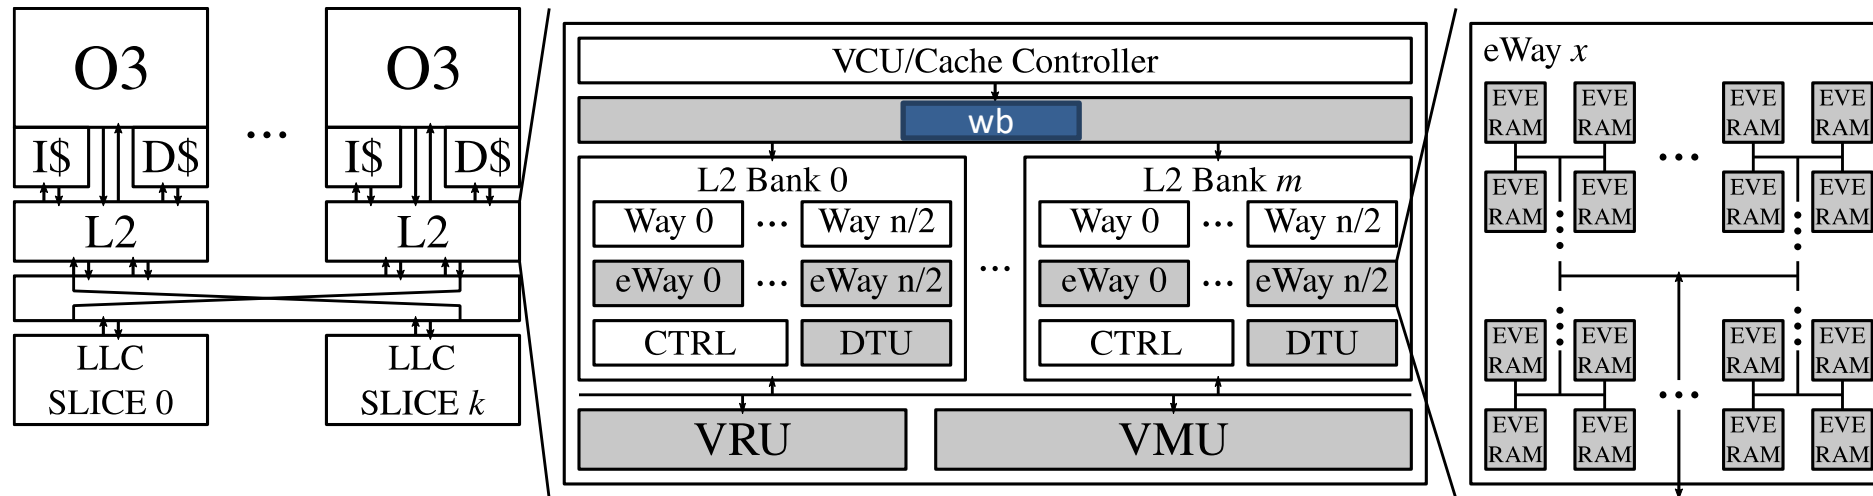 O3
...
O3
I$
D$
I$
D$
L2
L2
LLC
SLICE 0
LLC
SLICE k
VCU/Cache Controller
wb
L2 Bank 0
Way 0 ... Way n/2
eWay 0 ... eWay n/2
CTRL
DTU
...
L2 Bank m
Way 0 ... Way n/2
eWay 0 ... eWay n/2
CTRL
DTU
VRU
VMU
eWay x
EVE RAM
EVE RAM
...
EVE RAM
EVE RAM
EVE RAM
EVE RAM
EVE RAM
EVE RAM
EVE RAM
EVE RAM
...
EVE RAM
EVE RAM
EVE RAM
EVE RAM
EVE RAM
EVE RAM